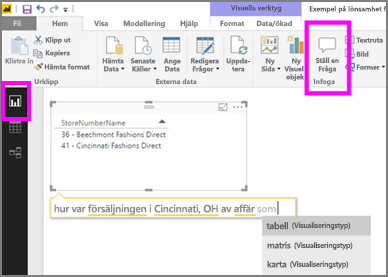 Visuella verktyg
Exempel på lönsamhet f
Fil Hem Visa Modellering Hjälp Format Data/ökad
Klistra in
Klipp ut
Kopiera
Hämta format
Urklipp
Hämta Data
Senaste Källor
Ange Data
Externa data
Redigera Frågor
Uppdatera
Ny Sida
Ny Visuell objekt
Ställ en Fråga
Infoga
Textruta
Bild
Former
StoreNumberName
36 - Beechmont Fashions Direct
41 - Cincinnati Fashions Direct
hur var försäljningen i Cincinnati, OH av affär som
tabell (Visualiseringstyp)
matris (Visualiseringstyp)
karta (Visualiseringstyp)